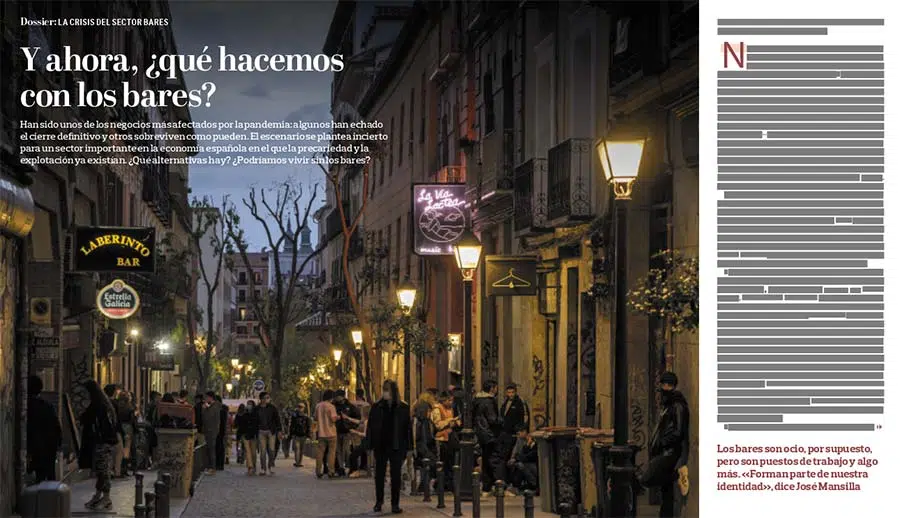 Dossier: LA CRISIS DEL SECTOR BARES
Y ahora, ¿qué hacemos
con los bares?
Han sido unos de los negocios más afectados por la pandemia: algunos han echado
el cierre definitivo y otros sobreviven como pueden. El escenario se plantea incierto
para un sector importante en la economía española en el que la precariedad y la
explotación ya existían. ¿Qué alternativas hay? ¿Podríamos vivir sin los bares?
La Vía
Láctea
music
LABERINTO
BAR
Estrella
Galicia
N
Los bares son ocio, por supuesto,
pero son puestos de trabajo y algo
más. «Forman parte de nuestra
identidad», dice José Mansilla